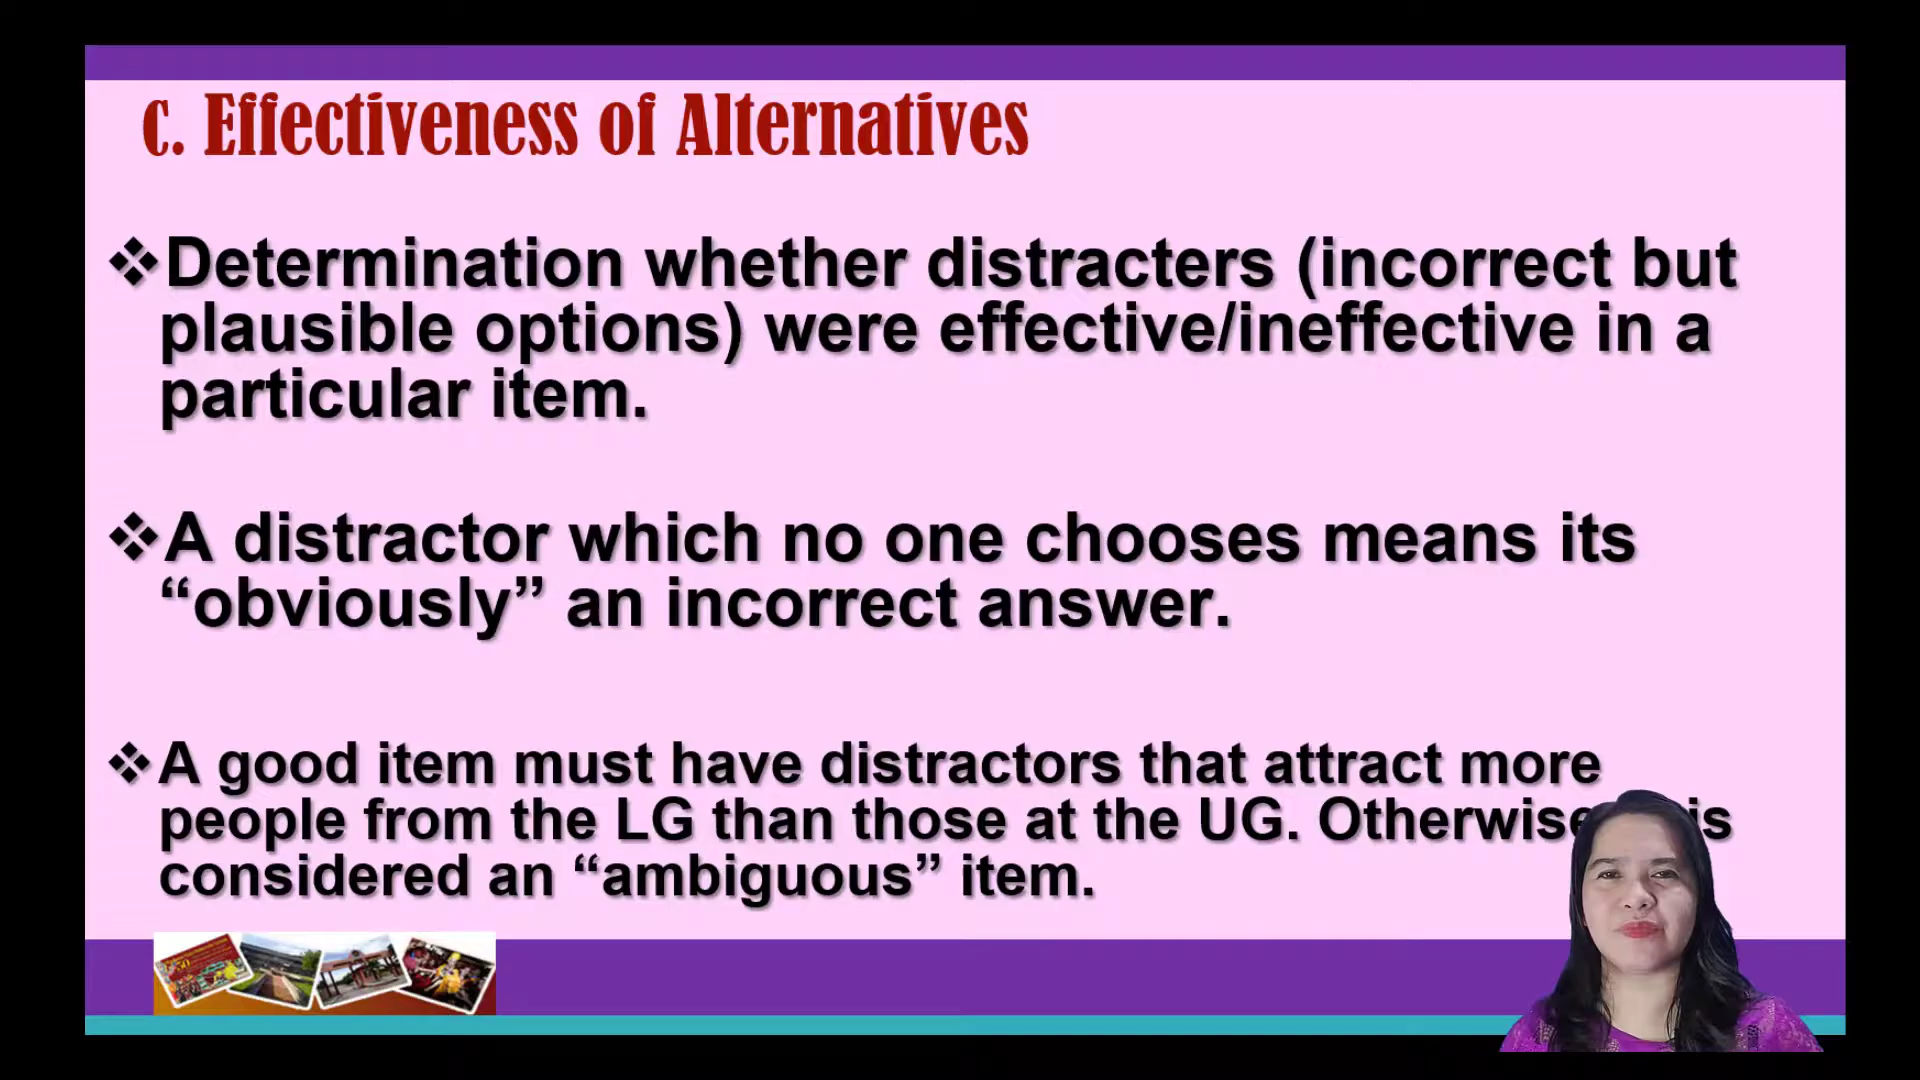 C. Effectiveness of Alternatives
❖Determination whether distracters (incorrect but
plausible options) were effective/ineffective in a
particular item.
❖A distractor which no one chooses means its
“obviously” an incorrect answer.
❖A good item must have distractors that attract more
people from the LG than those at the UG. Otherwise is
considered an “ambiguous” item.